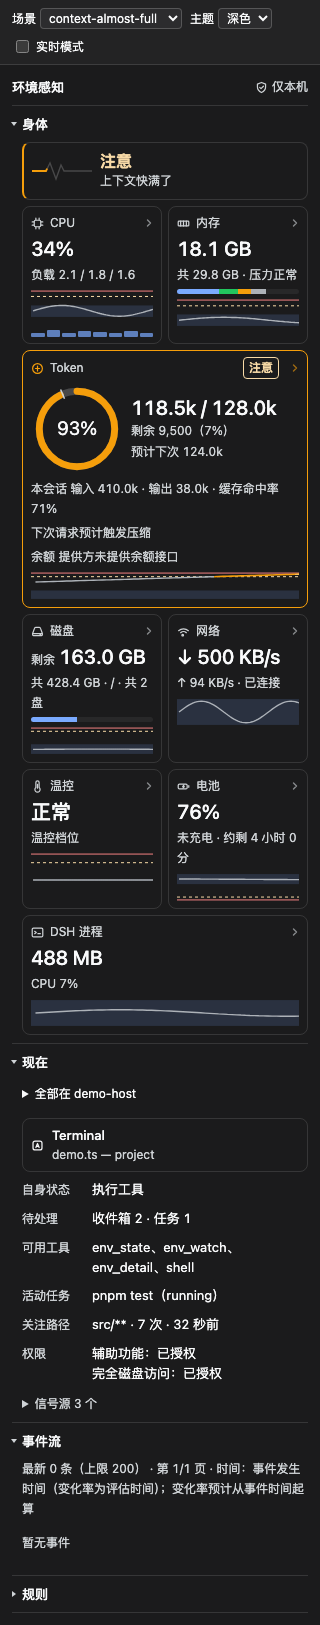 场景 context-almost-full 主题 深色
实时模式
环境感知 仅本机
身体
注意
上下文快满了
CPU
34%
负载 2.1 / 1.8 / 1.6
内存
18.1 GB
共 29.8 GB · 压力正常
Token 注意
93%
118.5k / 128.0k
剩余 9,500（7%）
预计下次 124.0k
本会话 输入 410.0k · 输出 38.0k · 缓存命中率
71%
下次请求预计触发压缩
余额 提供方未提供余额接口
磁盘
剩余 163.0 GB
共 428.4 GB · / · 共 2
盘
网络
↓ 500 KB/s
↑ 94 KB/s · 已连接
温控
正常
温控档位
电池
76%
未充电 · 约剩 4 小时 0
分
DSH 进程
488 MB
CPU 7%
现在
全部在 demo-host
Terminal
demo.ts — project
自身状态 执行工具
待处理 收件箱 2 · 任务 1
可用工具 env_state、env_watch、
env_detail、shell
活动任务 pnpm test（running）
关注路径 src/** · 7 次 · 32 秒前
权限 辅助功能：已授权
完全磁盘访问：已授权
信号源 3 个
事件流
最新 0 条（上限 200） · 第 1/1 页 · 时间：事件发生
时间（变化率为评估时间）；变化率预计从事件时间起
算
暂无事件
规则